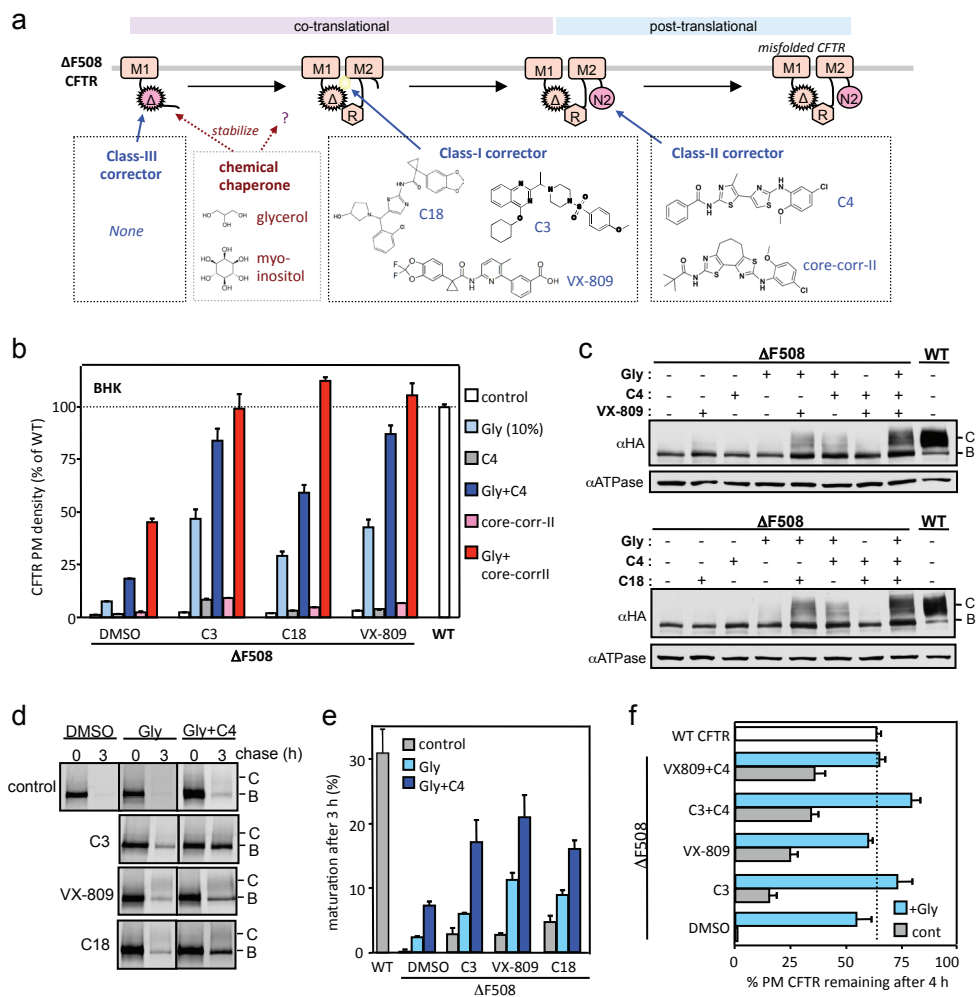 a
co-translational
post-translational
misfolded CFTR
ΔF508
CFTR
M1
M1
M2
M1
M2
M1
M2
Δ
Δ
R
Δ
N2
Δ
R
N2
stabilize
?
Class-III
corrector
None
chemical
chaperone
glycerol
myo-
inositol
Class-I corrector
C18
C3
VX-809
Class-II corrector
C4
core-corr-II
b
BHK
CFTR PM density (% of WT)
100
75
50
25
0
DMSO
C3
C18
VX-809
WT
ΔF508
control
Gly (10%)
C4
Gly+C4
core-corr-II
Gly+
core-corrII
c
ΔF508
WT
Gly : - - - + + + - + -
C4 : - - + - - + + + -
VX-809 : - + - - + - + + -
αHA
C
B
αATPase
ΔF508
WT
Gly : - - - + + + - + -
C4 : - - + - - + + + -
C18 : - + - - + - + + -
αHA
C
B
αATPase
d
DMSO
Gly
Gly+C4
0 3 0 3 0 3 chase (h)
control
C
B
C3
C
B
VX-809
C
B
C18
C
B
e
maturation after 3 h (%)
30
20
10
0
control
Gly
Gly+C4
WT
DMSO
C3
VX-809
C18
ΔF508
f
WT CFTR
VX809+C4
C3+C4
VX-809
C3
DMSO
ΔF508
+Gly
cont
0 25 50 75 100
% PM CFTR remaining after 4 h